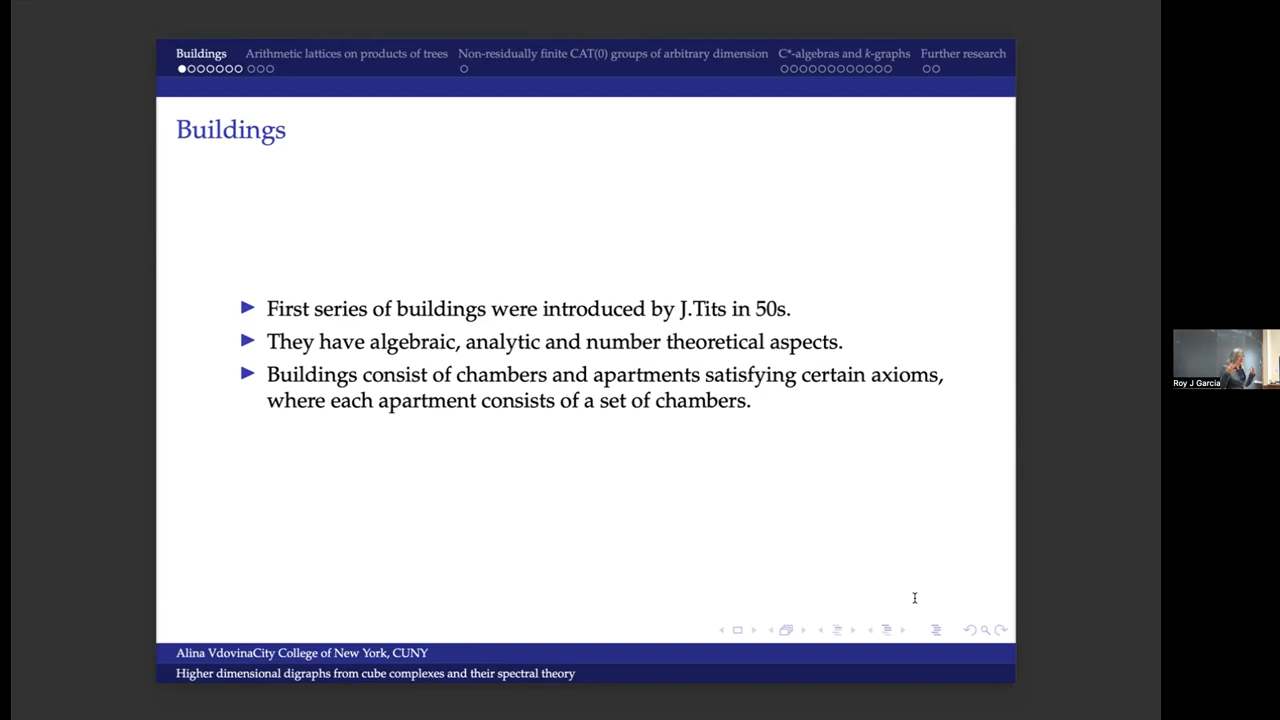 Buildings Arithmetic lattices on products of trees Non-residually finite CAT(0) groups of arbitrary dimension C*-algebras and k-graphs Further research
Buildings
First series of buildings were introduced by J.Tits in 50s.
They have algebraic, analytic and number theoretical aspects.
Buildings consist of chambers and apartments satisfying certain axioms,
where each apartment consists of a set of chambers.
Roy J Garcia
Alina VdovinaCity College of New York, CUNY
Higher dimensional digraphs from cube complexes and their spectral theory